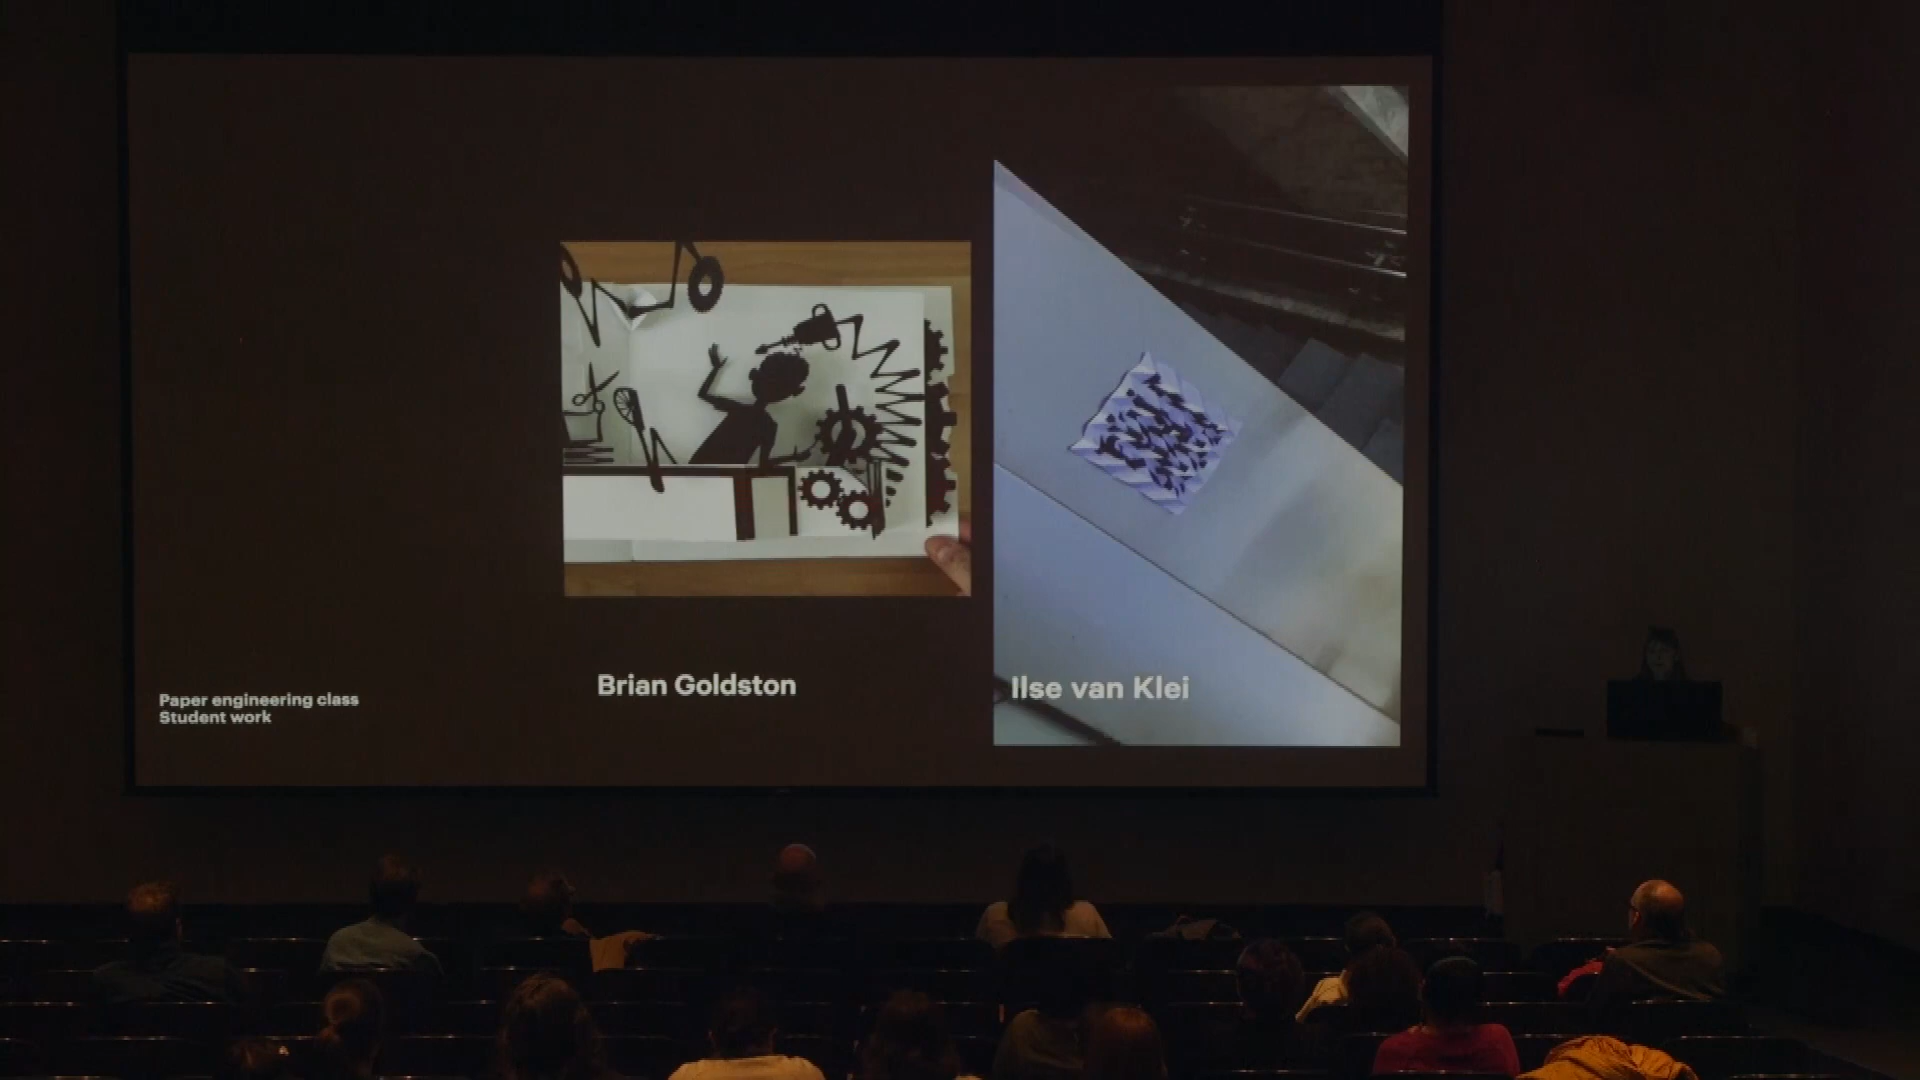 Paper engineering class
Student work
Brian Goldston
Ilse van Klei